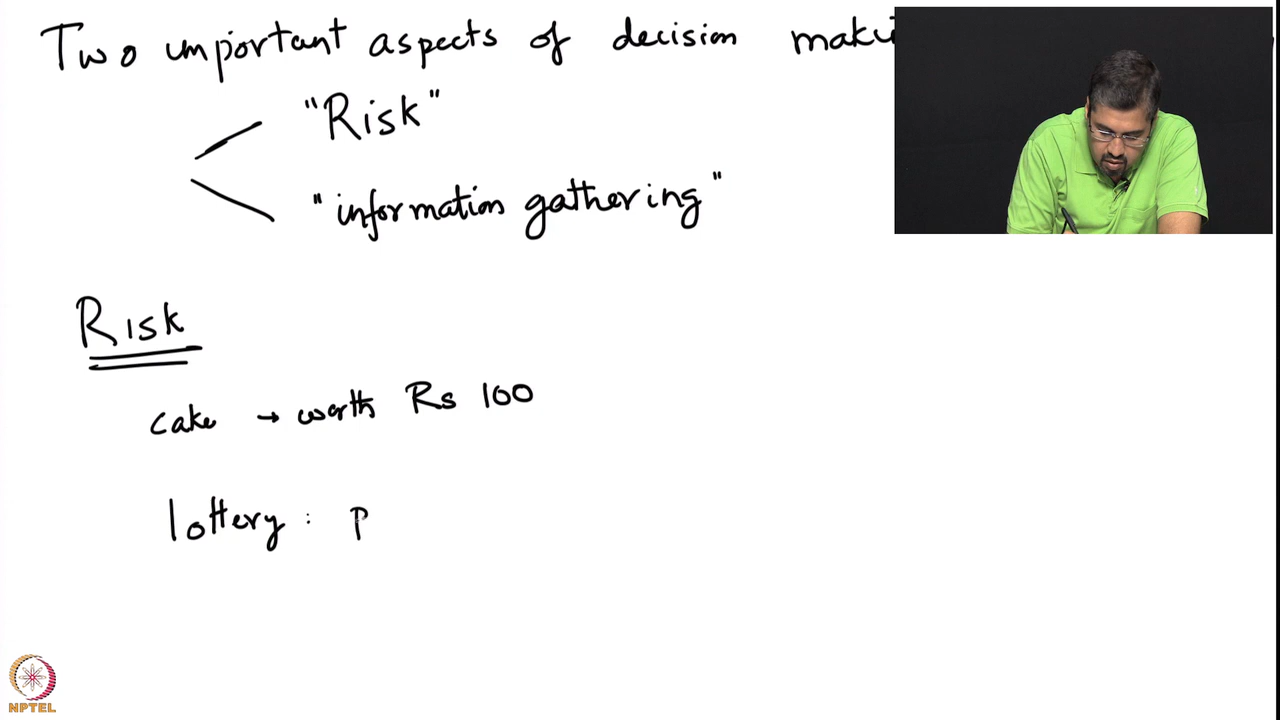 Two important aspects of decision maki
"Risk"
"information gathering"
Risk
cake → worth Rs 100
lottery : P
NPTEL